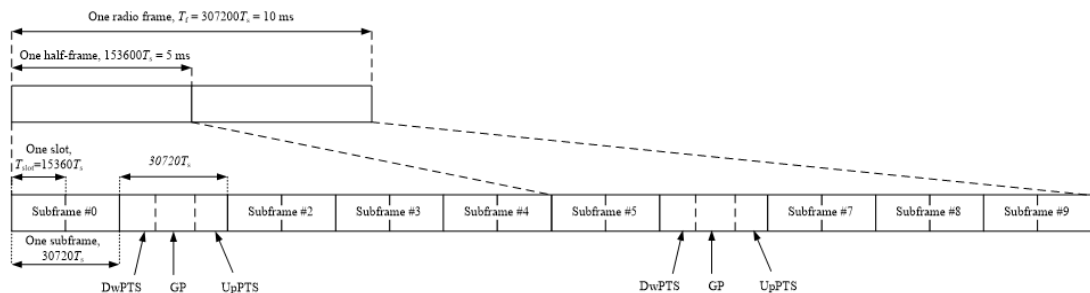 One radio frame, Tf = 307200Ts = 10 ms
One half-frame, 153600Ts = 5 ms
One slot,
Tslot=15360Ts
30720Ts
Subframe #0
Subframe #2
Subframe #3
Subframe #4
Subframe #5
Subframe #7
Subframe #8
Subframe #9
One subframe,
30720Ts
DwPTS
GP
UpPTS
DwPTS
GP
UpPTS